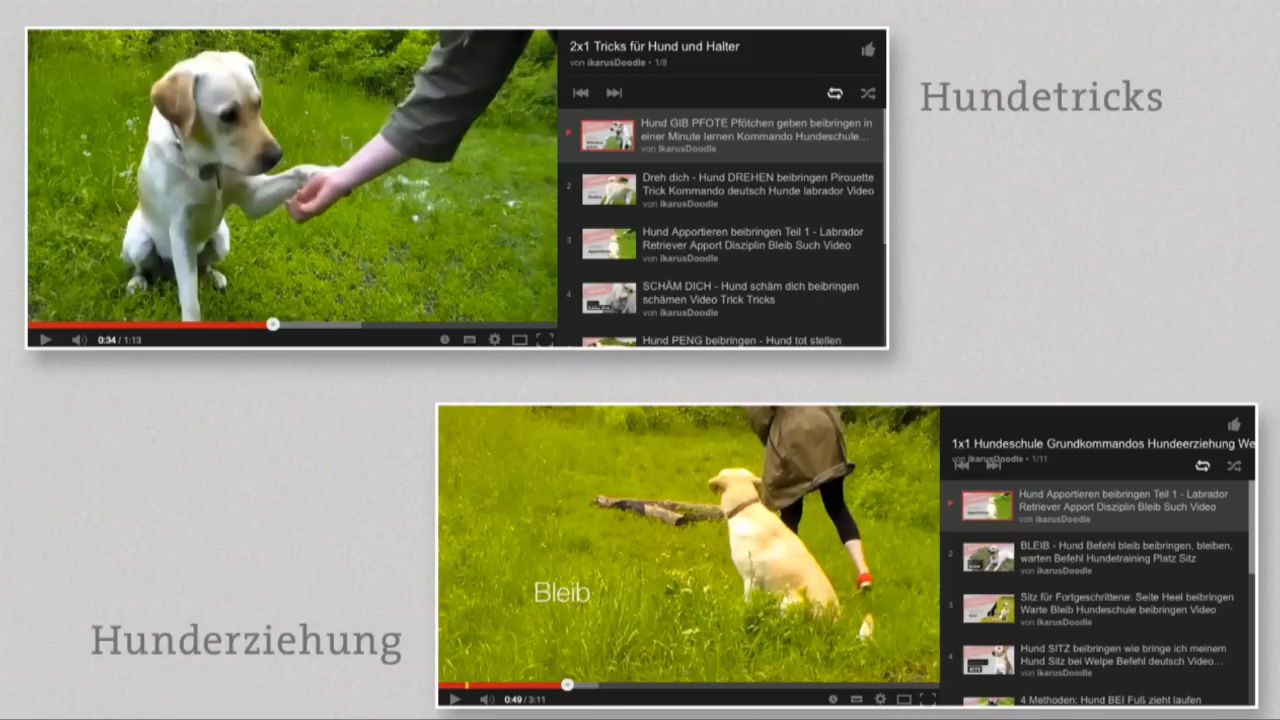 2x1 Tricks für Hund und Halter
von ikarusDoodle • 1/8
Hund GIB PFOTE Pfötchen geben beibringen in
einer Minute lernen Kommando Hundeschule...
von ikarusDoodle
2
Dreh dich - Hund DREHEN beibringen Pirouette
Trick Kommando deutsch Hunde labrador Video
von ikarusDoodle
3
Hund Apportieren beibringen Teil 1 - Labrador
Retriever Apport Disziplin Bleib Such Video
von ikarusDoodle
4
SCHÄM DICH - Hund schäm dich beibringen
schämen Video Trick Tricks
von ikarusDoodle
Hund PENG beibringen - Hund tot stellen
0:34 / 1:13
Hundetricks
Hunderziehung
Bleib
0:49 / 3:11
1x1 Hundeschule Grundkommandos Hundeerziehung We
von ikarusDoodle • 1/11
Hund Apportieren beibringen Teil 1 - Labrador
Retriever Apport Disziplin Bleib Such Video
von ikarusDoodle
2
BLEIB - Hund Befehl bleib beibringen, bleiben,
warten Befehl Hundetraining Platz Sitz
von ikarusDoodle
3
Sitz für Fortgeschrittene: Seite Heel beibringen
Warte Bleib Hundeschule beibringen Video
von ikarusDoodle
4
Hund SITZ beibringen wie bringe ich meinem
Hund Sitz bei Welpe Befehl deutsch Video...
von ikarusDoodle
4 Methoden: Hund BEI Fuß zieht laufen